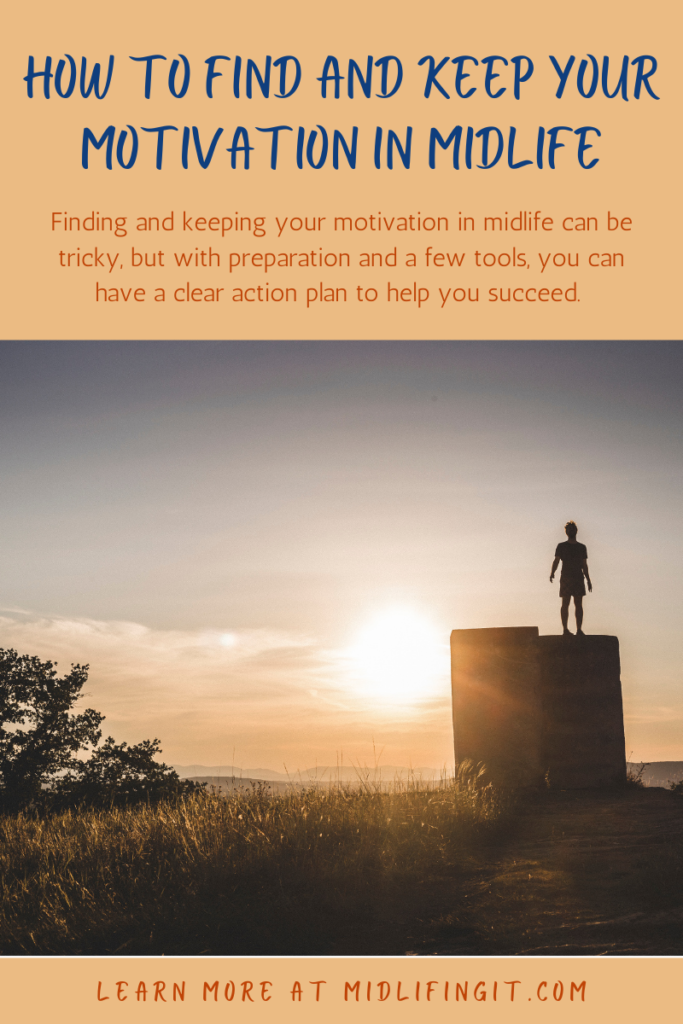 HOW TO FIND AND KEEP YOUR
MOTIVATION IN MIDLIFE
Finding and keeping your motivation in midlife can be
tricky, but with preparation and a few tools, you can
have a clear action plan to help you succeed.
LEARN MORE AT MIDLIFINGIT.COM